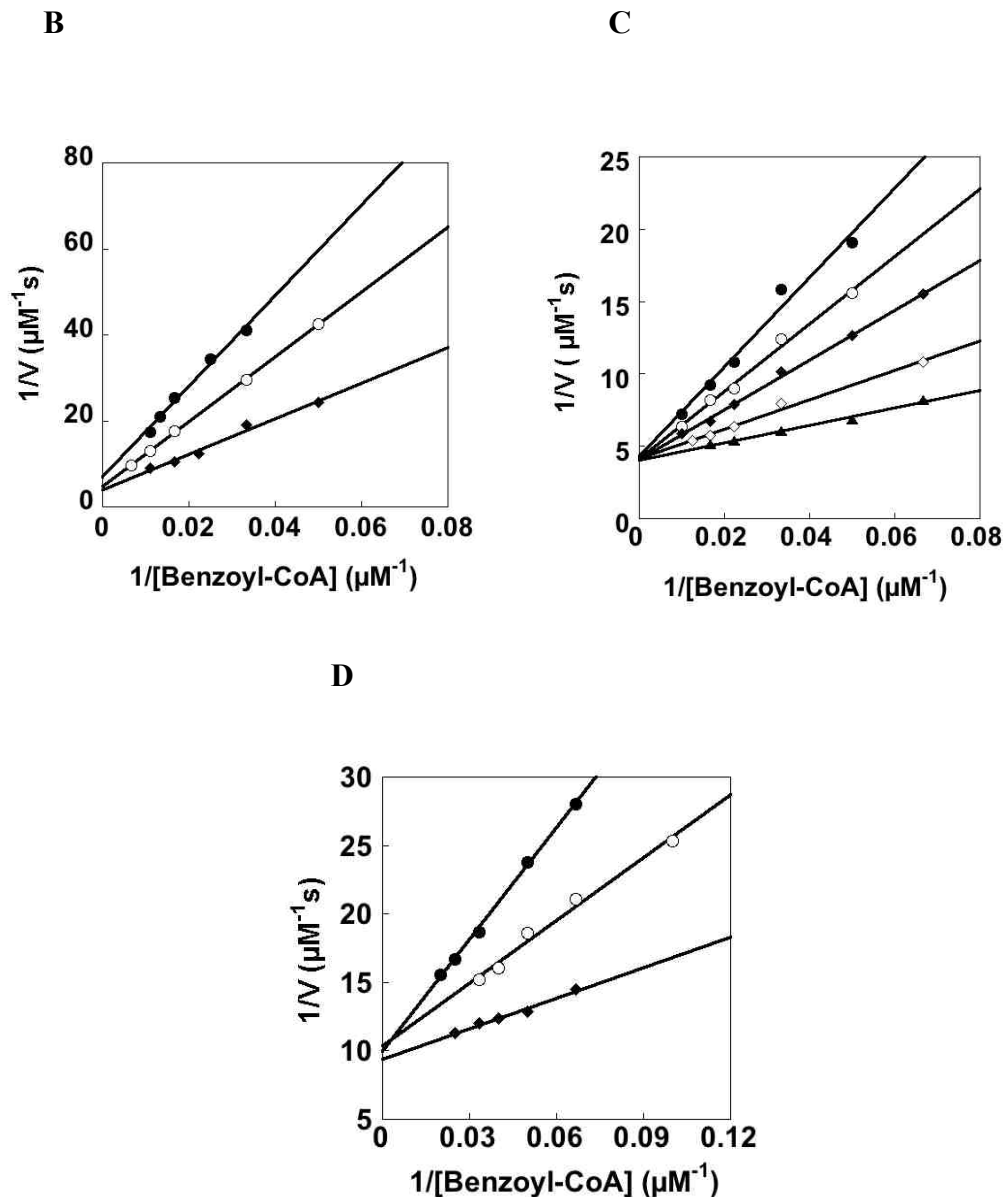 B
80
60
40
20
0
1/V (µM⁻¹s)
0 0.02 0.04 0.06 0.08
1/[Benzoyl-CoA] (µM⁻¹)
C
25
20
15
10
5
0
1/V ( µM⁻¹s)
0 0.02 0.04 0.06 0.08
1/[Benzoyl-CoA] (µM⁻¹)
D
30
25
20
15
10
5
1/V (µM⁻¹s)
0 0.03 0.06 0.09 0.12
1/[Benzoyl-CoA] (µM⁻¹)